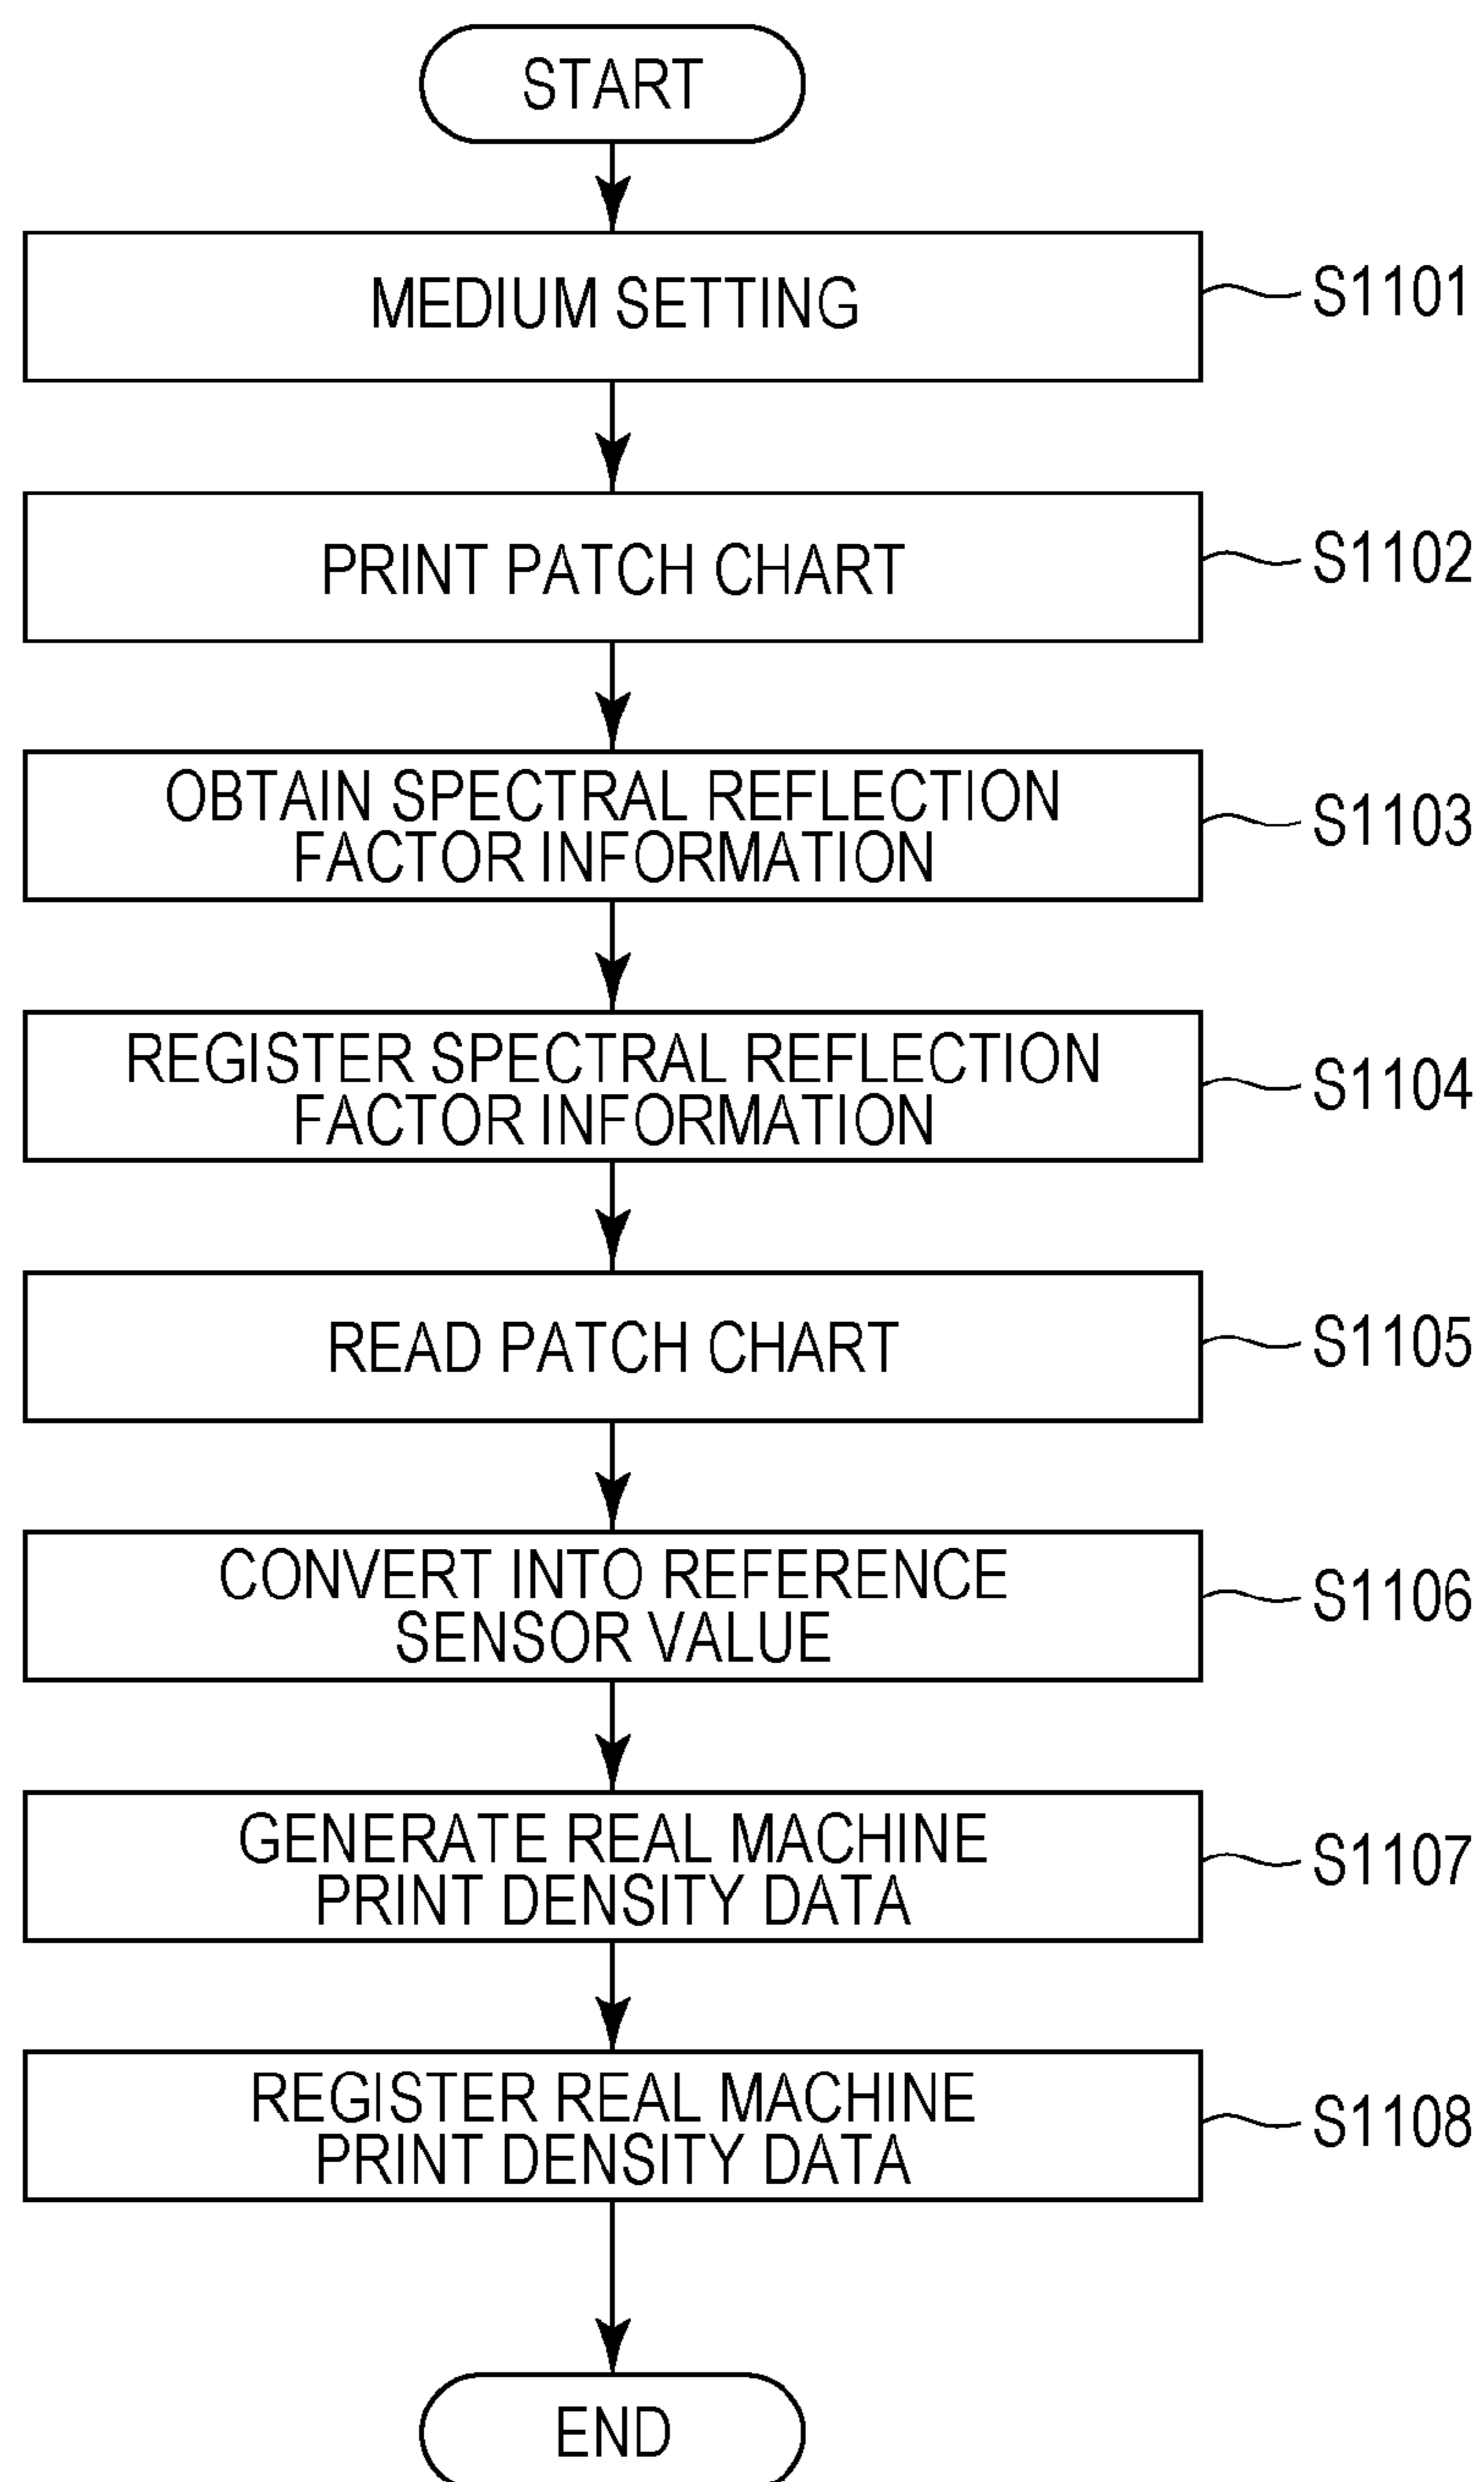 START
MEDIUM SETTING
S1101
PRINT PATCH CHART
S1102
OBTAIN SPECTRAL REFLECTION
FACTOR INFORMATION
S1103
REGISTER SPECTRAL REFLECTION
FACTOR INFORMATION
S1104
READ PATCH CHART
S1105
CONVERT INTO REFERENCE
SENSOR VALUE
S1106
GENERATE REAL MACHINE
PRINT DENSITY DATA
S1107
REGISTER REAL MACHINE
PRINT DENSITY DATA
S1108
END